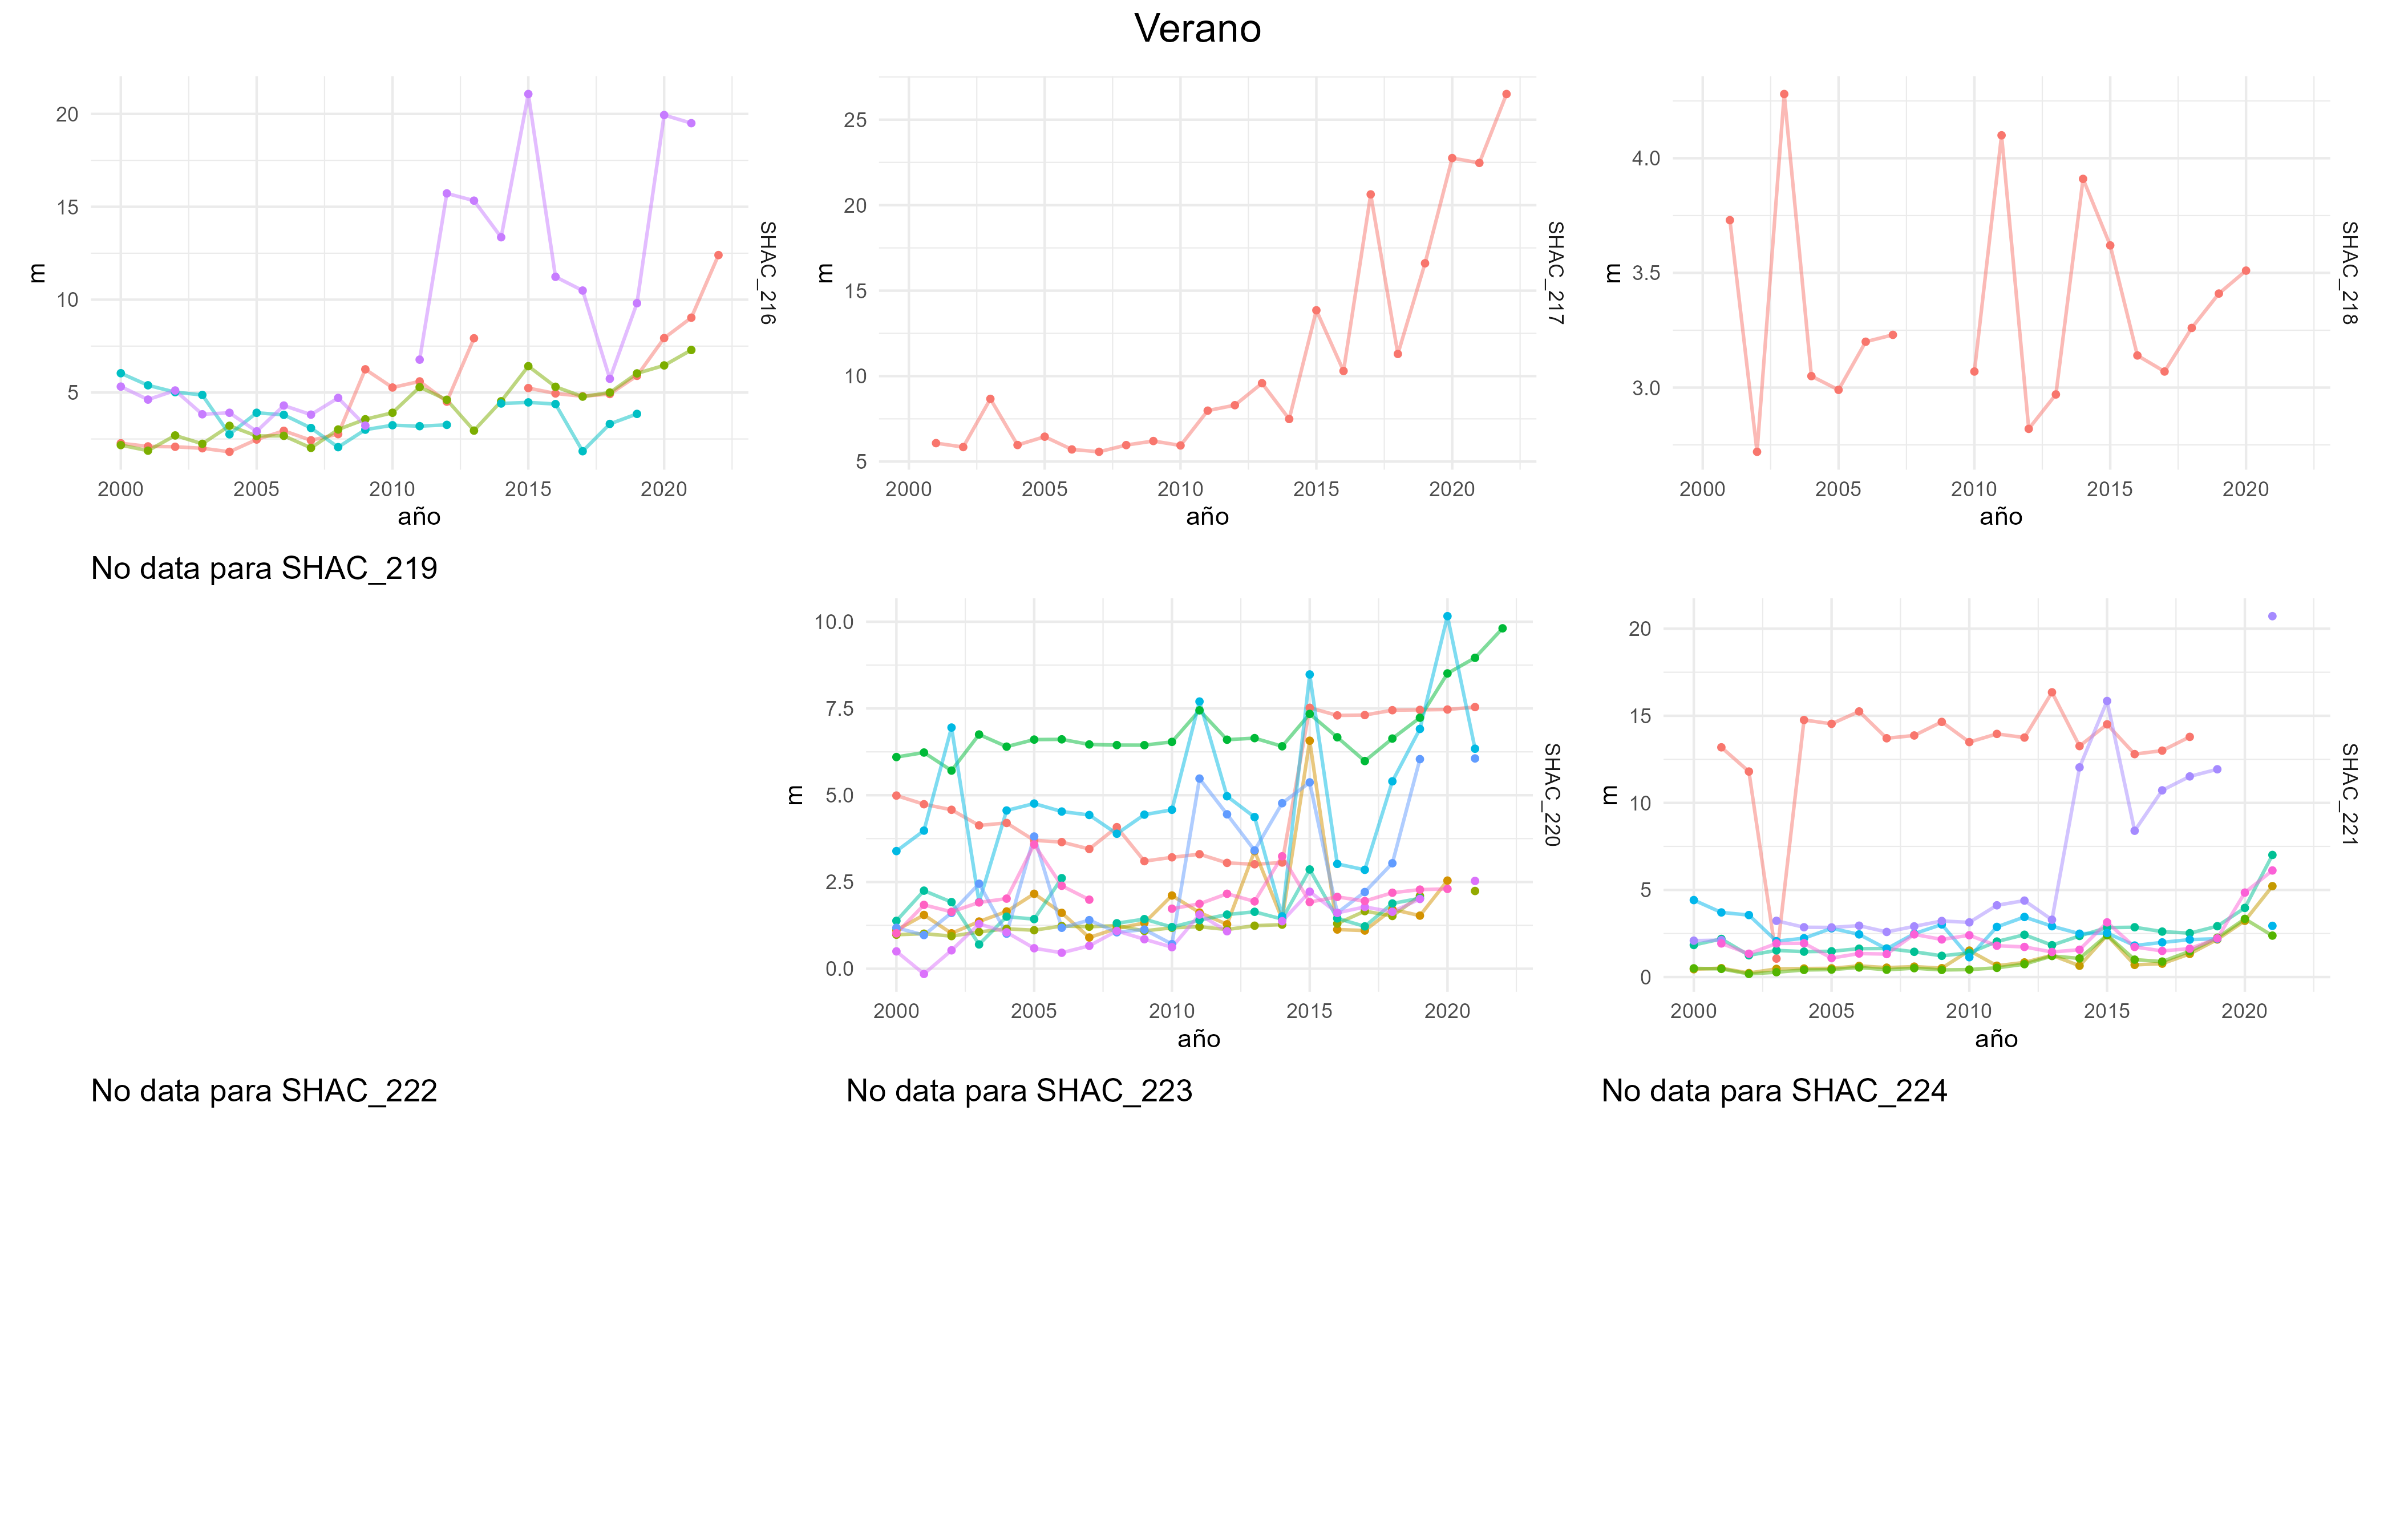 Verano
20
15
10
5
m
2000 2005 2010 2015 2020
año
SHAC_216
25
20
15
10
5
m
2000 2005 2010 2015 2020
año
SHAC_217
4.0
3.5
3.0
m
2000 2005 2010 2015 2020
año
SHAC_218
No data para SHAC_219
10.0
7.5
5.0
2.5
0.0
m
2000 2005 2010 2015 2020
año
SHAC_220
20
15
10
5
0
m
2000 2005 2010 2015 2020
año
SHAC_221
No data para SHAC_222
No data para SHAC_223
No data para SHAC_224